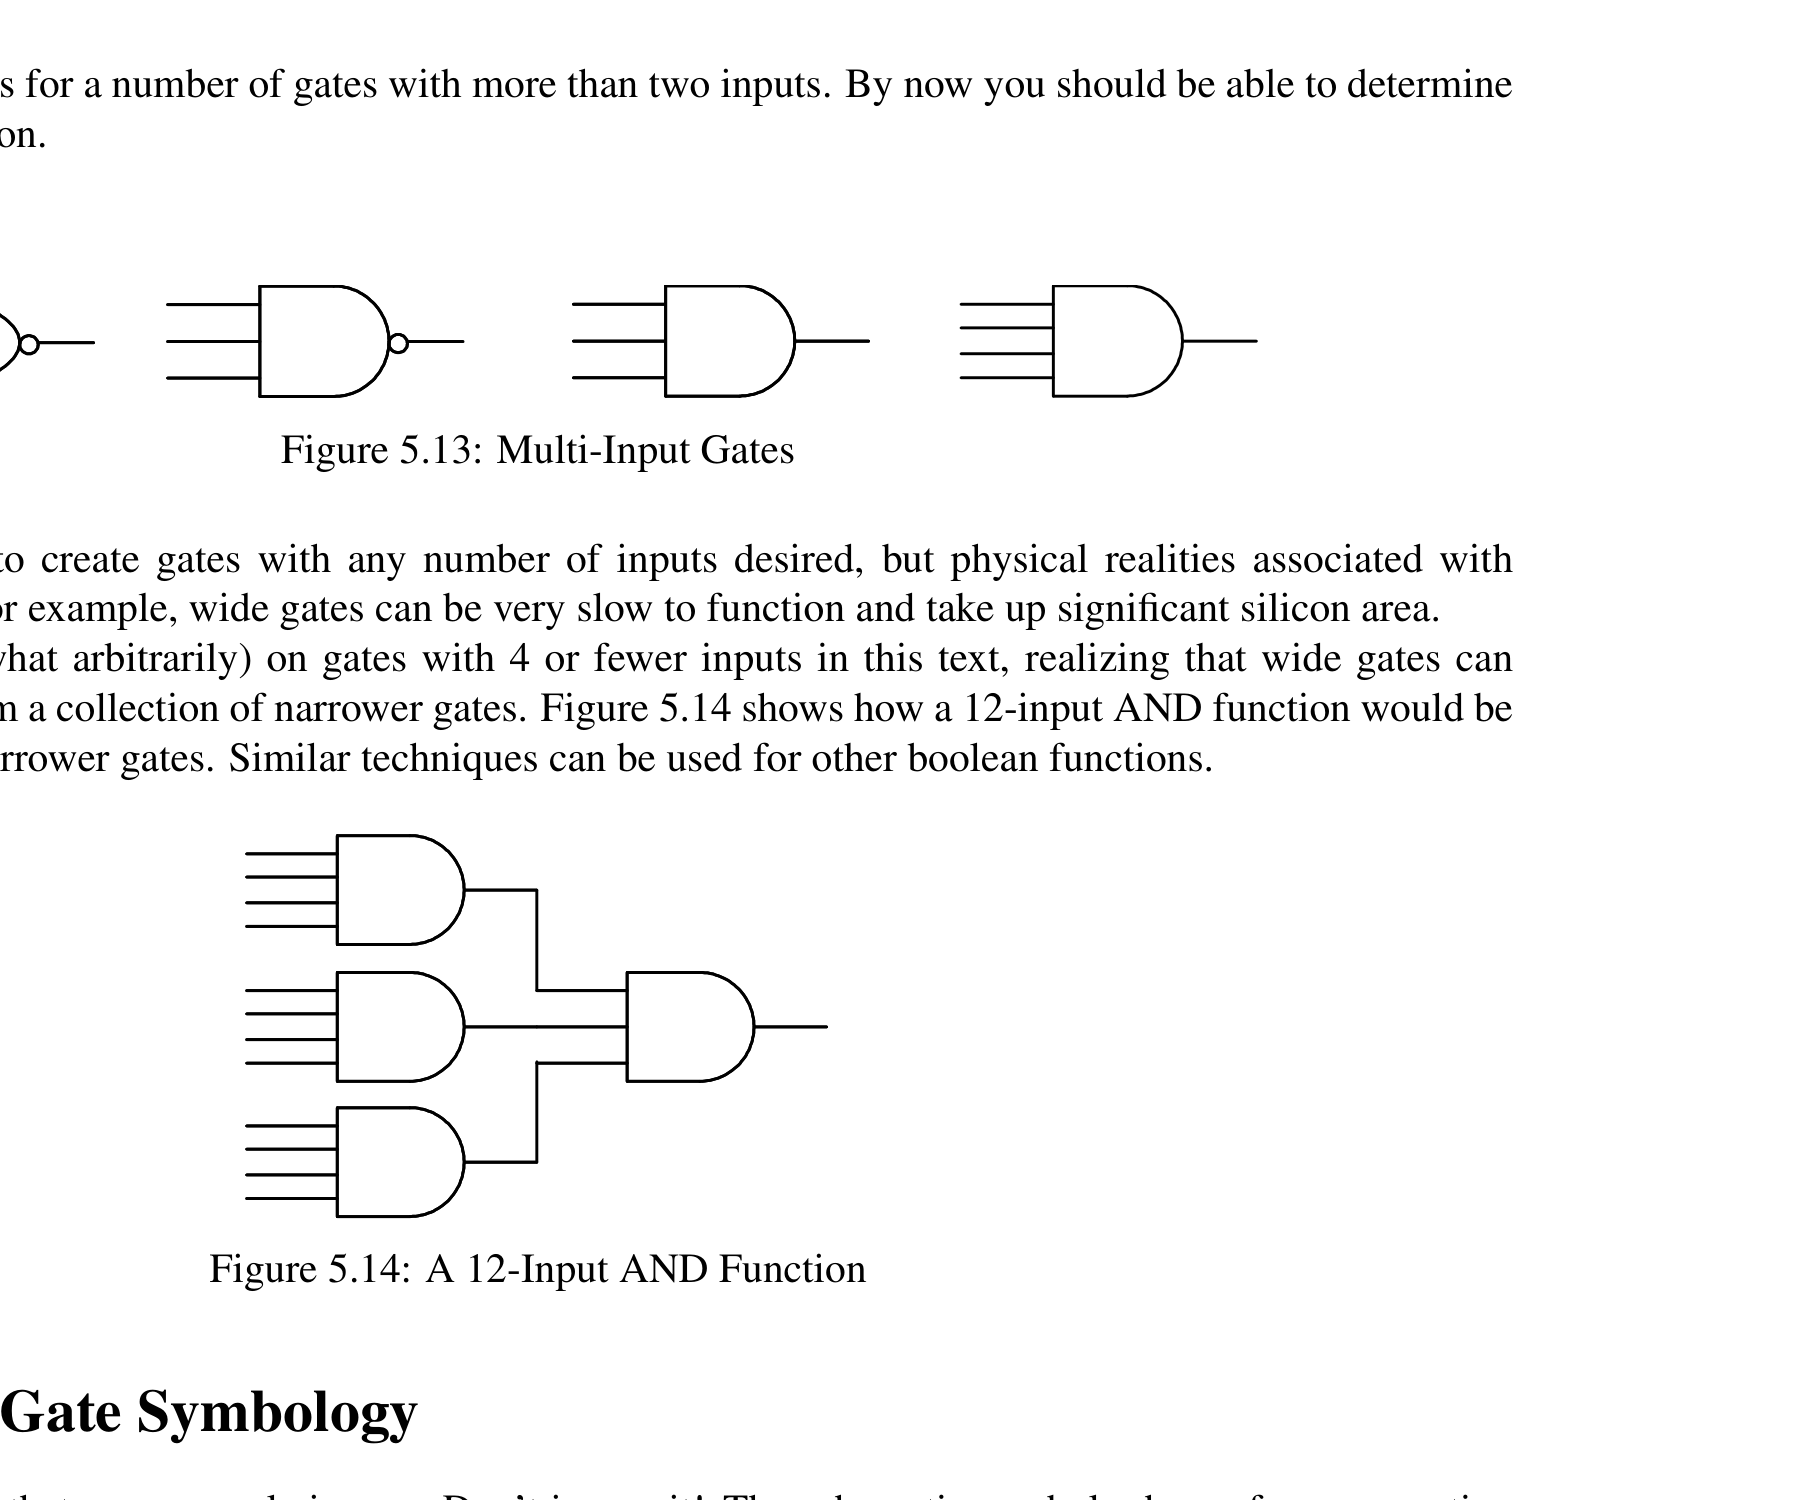 s for a number of gates with more than two inputs. By now you should be able to determine
on.
Figure 5.13: Multi-Input Gates
to create gates with any number of inputs desired, but physical realities associated with
or example, wide gates can be very slow to function and take up significant silicon area.
what arbitrarily) on gates with 4 or fewer inputs in this text, realizing that wide gates can
m a collection of narrower gates. Figure 5.14 shows how a 12-input AND function would be
rrower gates. Similar techniques can be used for other boolean functions.
Figure 5.14: A 12-Input AND Function
Gate Symbology